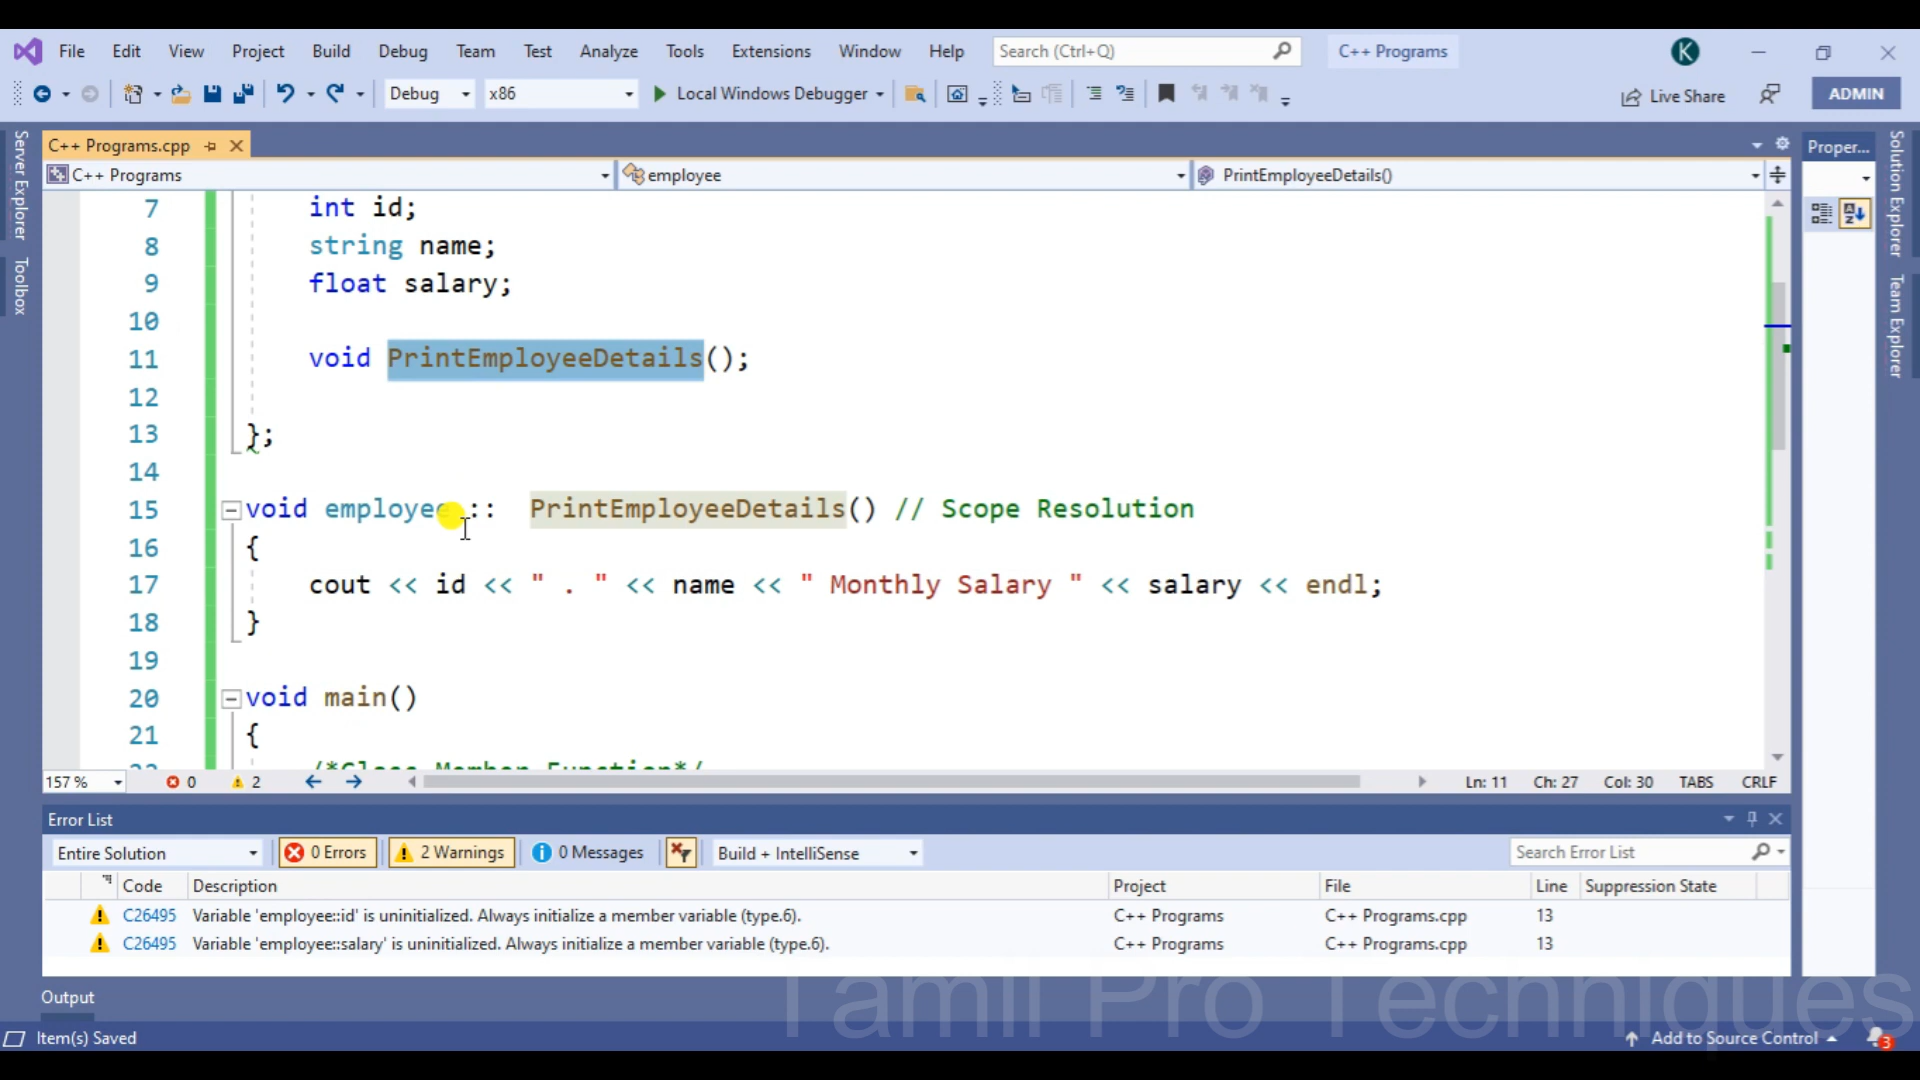 File Edit View Project Build Debug Team Test Analyze Tools Extensions Window Help Search (Ctrl+Q) C++ Programs K
Debug x86 Local Windows Debugger Live Share ADMIN
C++ Programs.cpp Proper...
C++ Programs employee PrintEmployeeDetails()
Server Explorer
Toolbox
Solution Explorer
Team Explorer
7 int id;
8 string name;
9 float salary;
10
11 void PrintEmployeeDetails();
12
13 };
14
15 void employee :: PrintEmployeeDetails() // Scope Resolution
16 {
17 cout << id << " . " << name << " Monthly Salary " << salary << endl;
18 }
19
20 void main()
21 {
22 /*Class Member Function*/
157 % 0 2 Ln: 11 Ch: 27 Col: 30 TABS CRLF
Error List
Entire Solution 0 Errors 2 Warnings 0 Messages Build + IntelliSense Search Error List
Code Description Project File Line Suppression State
C26495 Variable 'employee::id' is uninitialized. Always initialize a member variable (type.6). C++ Programs C++ Programs.cpp 13
C26495 Variable 'employee::salary' is uninitialized. Always initialize a member variable (type.6). C++ Programs C++ Programs.cpp 13
Output
Tamil Pro Techniques
Item(s) Saved Add to Source Control 3